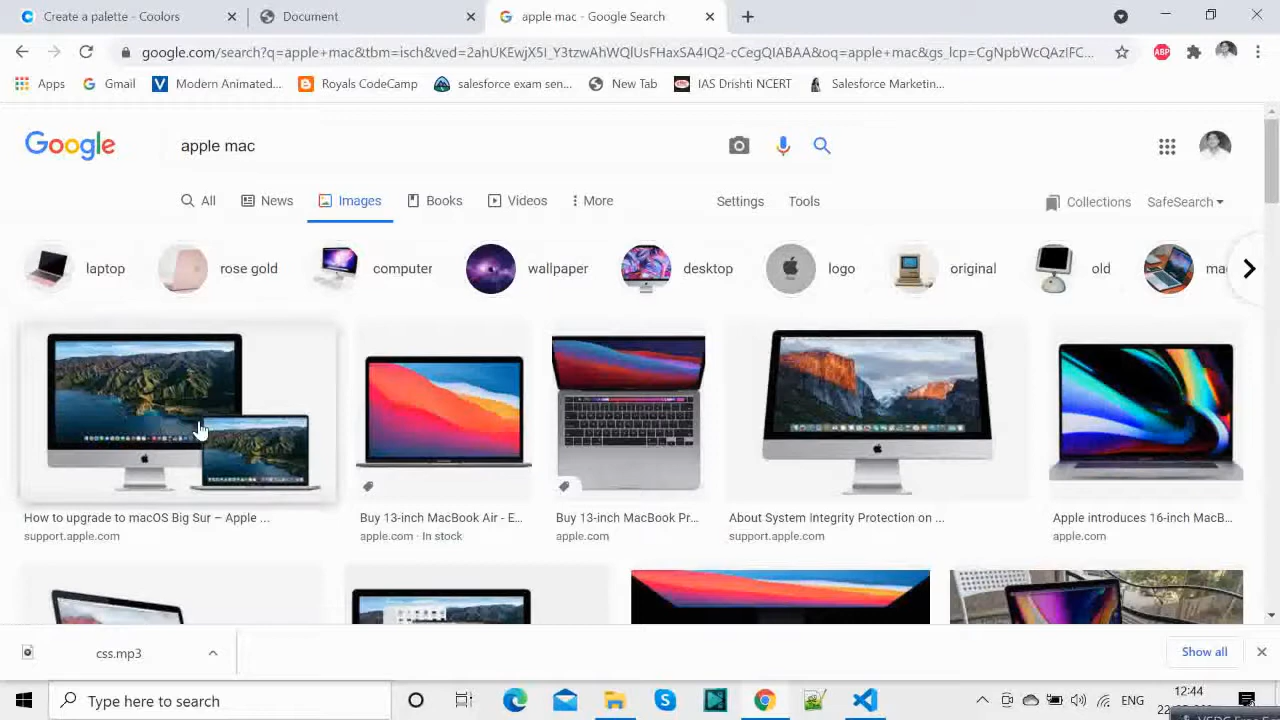 Create a palette - Coolors
Document
apple mac - Google Search
google.com/search?q=apple+mac&tbm=isch&ved=2ahUKEwjX5I_Y3tzwAhWQlUsFHaxSA4IQ2-cCegQIABAA&oq=apple+mac&gs_lcp=CgNpbWcQAzIFC...
ABP
Apps
Gmail
Modern Animated...
Royals CodeCamp
salesforce exam sen...
New Tab
IAS Drishti NCERT
Salesforce Marketin...
Google
apple mac
All
News
Images
Books
Videos
More
Settings
Tools
Collections
SafeSearch
laptop
rose gold
computer
wallpaper
desktop
logo
original
old
How to upgrade to macOS Big Sur – Apple ...
support.apple.com
Buy 13-inch MacBook Air - E...
apple.com · In stock
Buy 13-inch MacBook Pr...
apple.com
About System Integrity Protection on ...
support.apple.com
Apple introduces 16-inch MacB...
apple.com
css.mp3
Show all
Type here to search
ENG
12:44